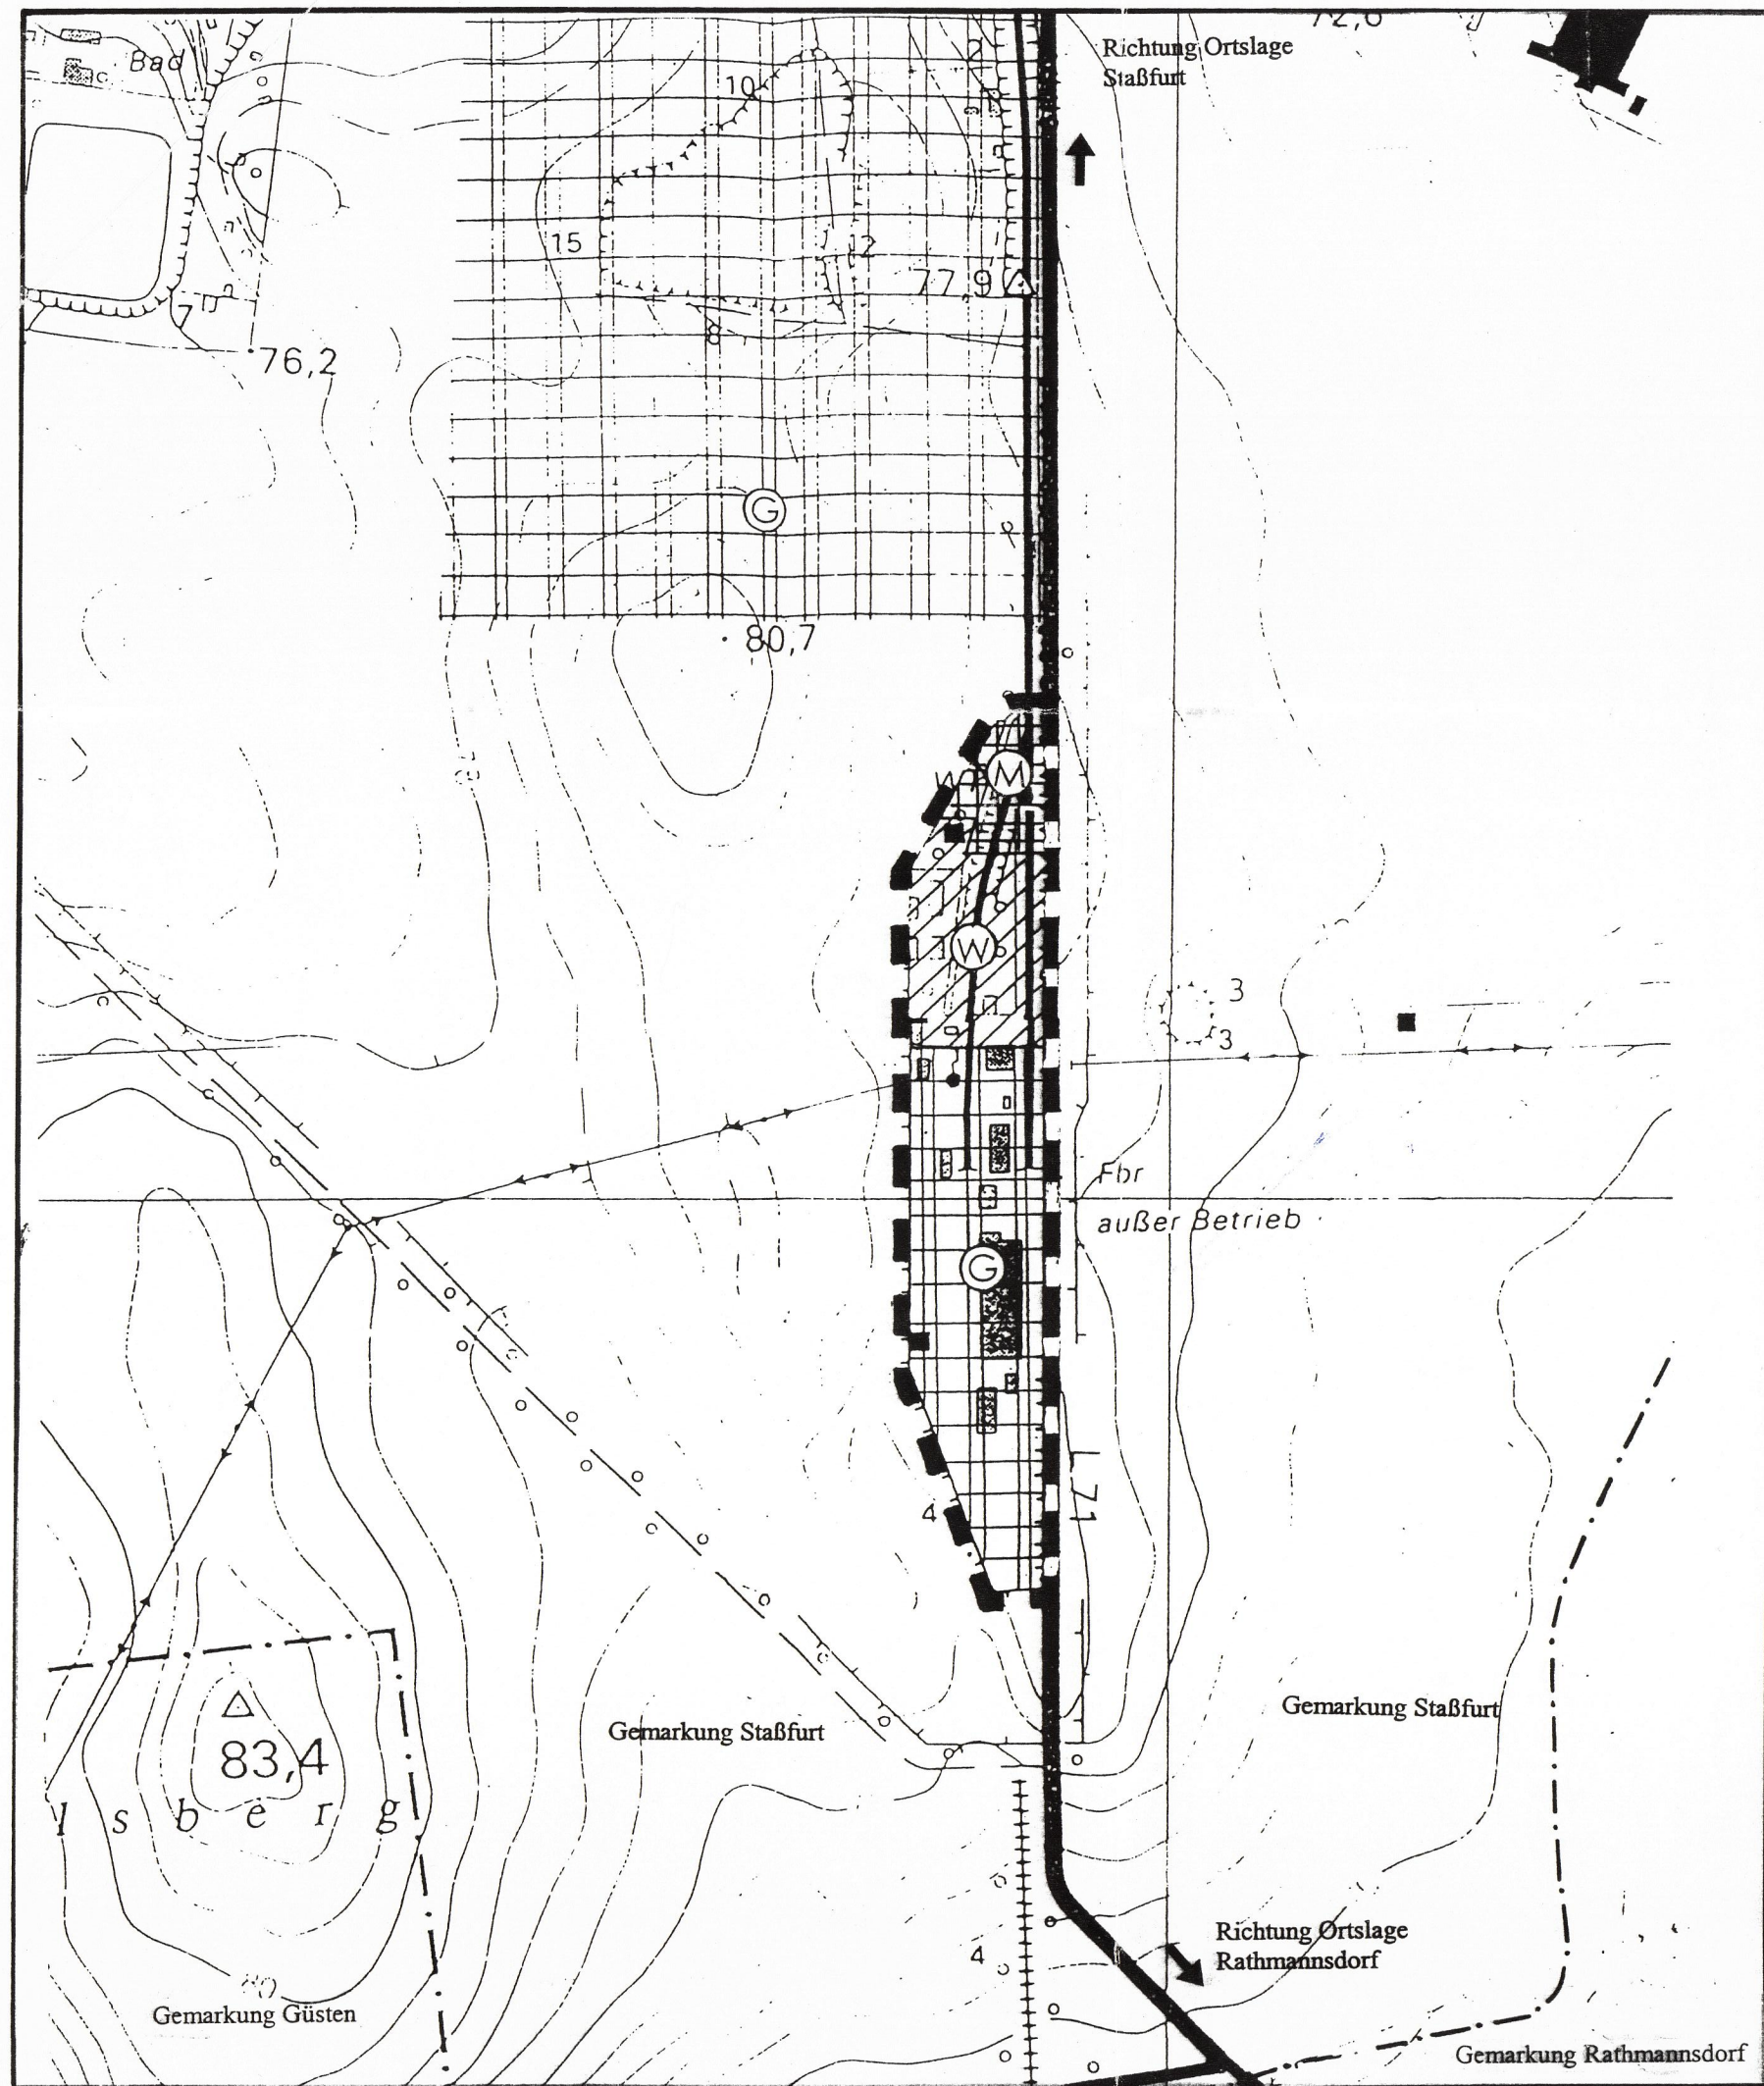 Bad
Richtung Ortslage
Staßfurt
10
15
12
77,9
7
76,2
G
80,7
M
W
3
3
Fbr
außer Betrieb
G
L 71
4
Gemarkung Staßfurt
Gemarkung Staßfurt
83,4
l s b e r g
Richtung Ortslage
Rathmannsdorf
4
80
Gemarkung Güsten
Gemarkung Rathmannsdorf